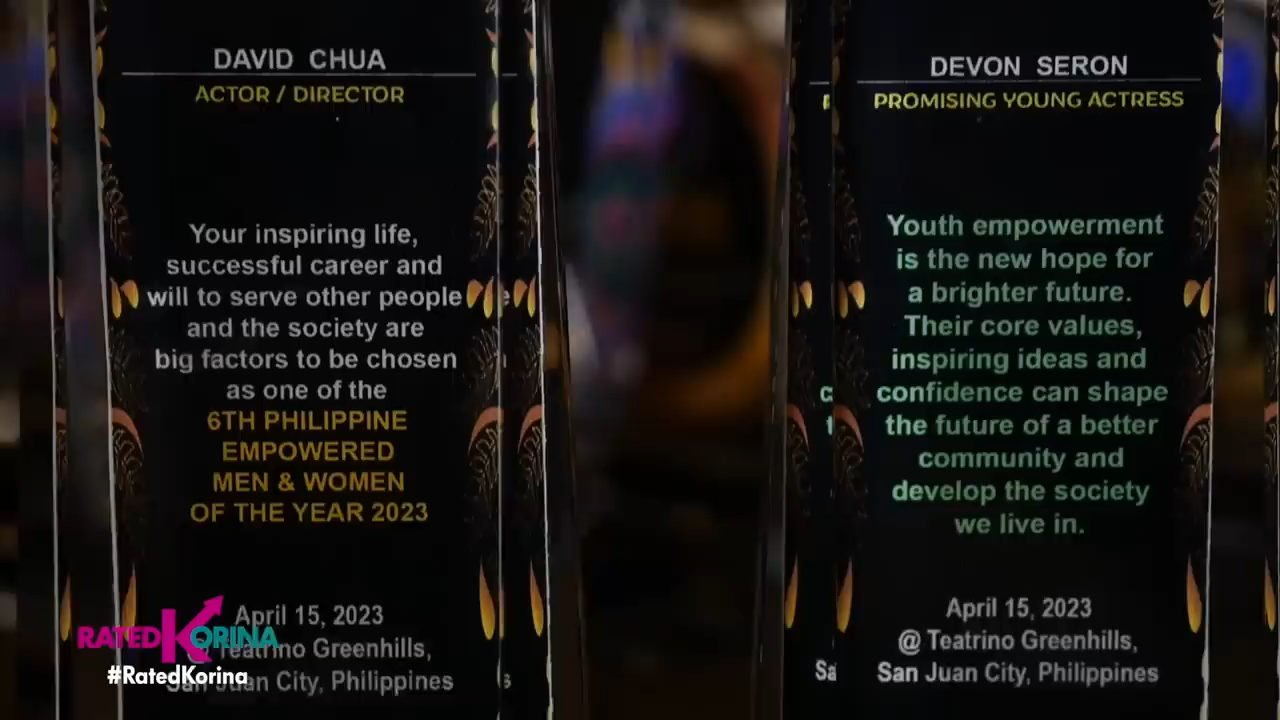 DAVID CHUA
ACTOR / DIRECTOR
Your inspiring life,
successful career and
will to serve other people
and the society are
big factors to be chosen
as one of the
6TH PHILIPPINE
EMPOWERED
MEN & WOMEN
OF THE YEAR 2023
April 15, 2023
@ Teatrino Greenhills,
San Juan City, Philippines
DEVON SERON
PROMISING YOUNG ACTRESS
Youth empowerment
is the new hope for
a brighter future.
Their core values,
inspiring ideas and
confidence can shape
the future of a better
community and
develop the society
we live in.
April 15, 2023
@ Teatrino Greenhills,
San Juan City, Philippines
RATED KORINA
#RatedKorina